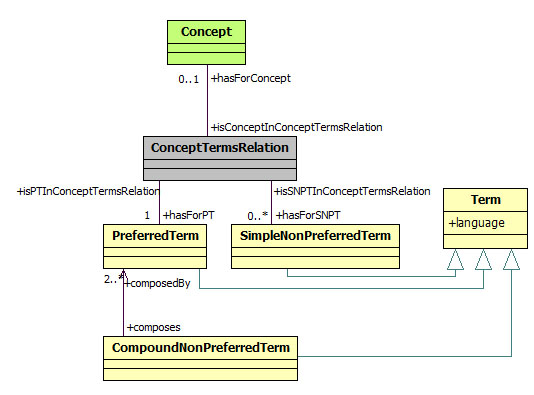 Concept
0..1
+hasForConcept
+isConceptInConceptTermsRelation
ConceptTermsRelation
+isPTInConceptTermsRelation
+isSNPTInConceptTermsRelation
1
+hasForPT
0..*
+hasForSNPT
Term
+language
PreferredTerm
SimpleNonPreferredTerm
2..*
+composedBy
+composes
CompoundNonPreferredTerm